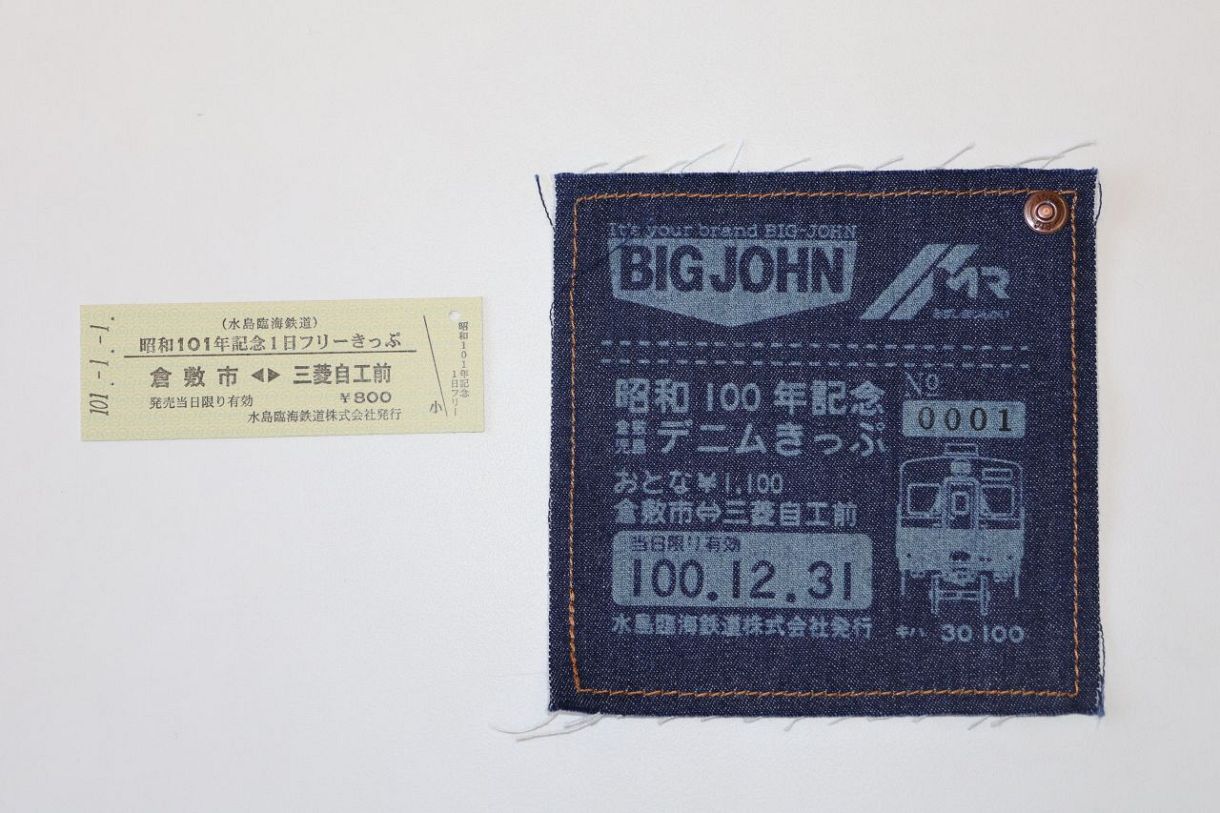 101.-1.-1.
(水島臨海鉄道)
昭和101年記念1日フリーきっぷ
倉敷市 ◀▶ 三菱自工前
発売当日限り有効 ¥800
水島臨海鉄道株式会社発行
小
昭和101年記念
1日フリー
It's your brand BIG-JOHN
BIG JOHN
MR
昭和100年記念
デニムきっぷ
№
0001
おとな¥1,100
倉敷市⇔三菱自工前
当日限り有効
100.12.31
水島臨海鉄道株式会社発行
キハ 30 100